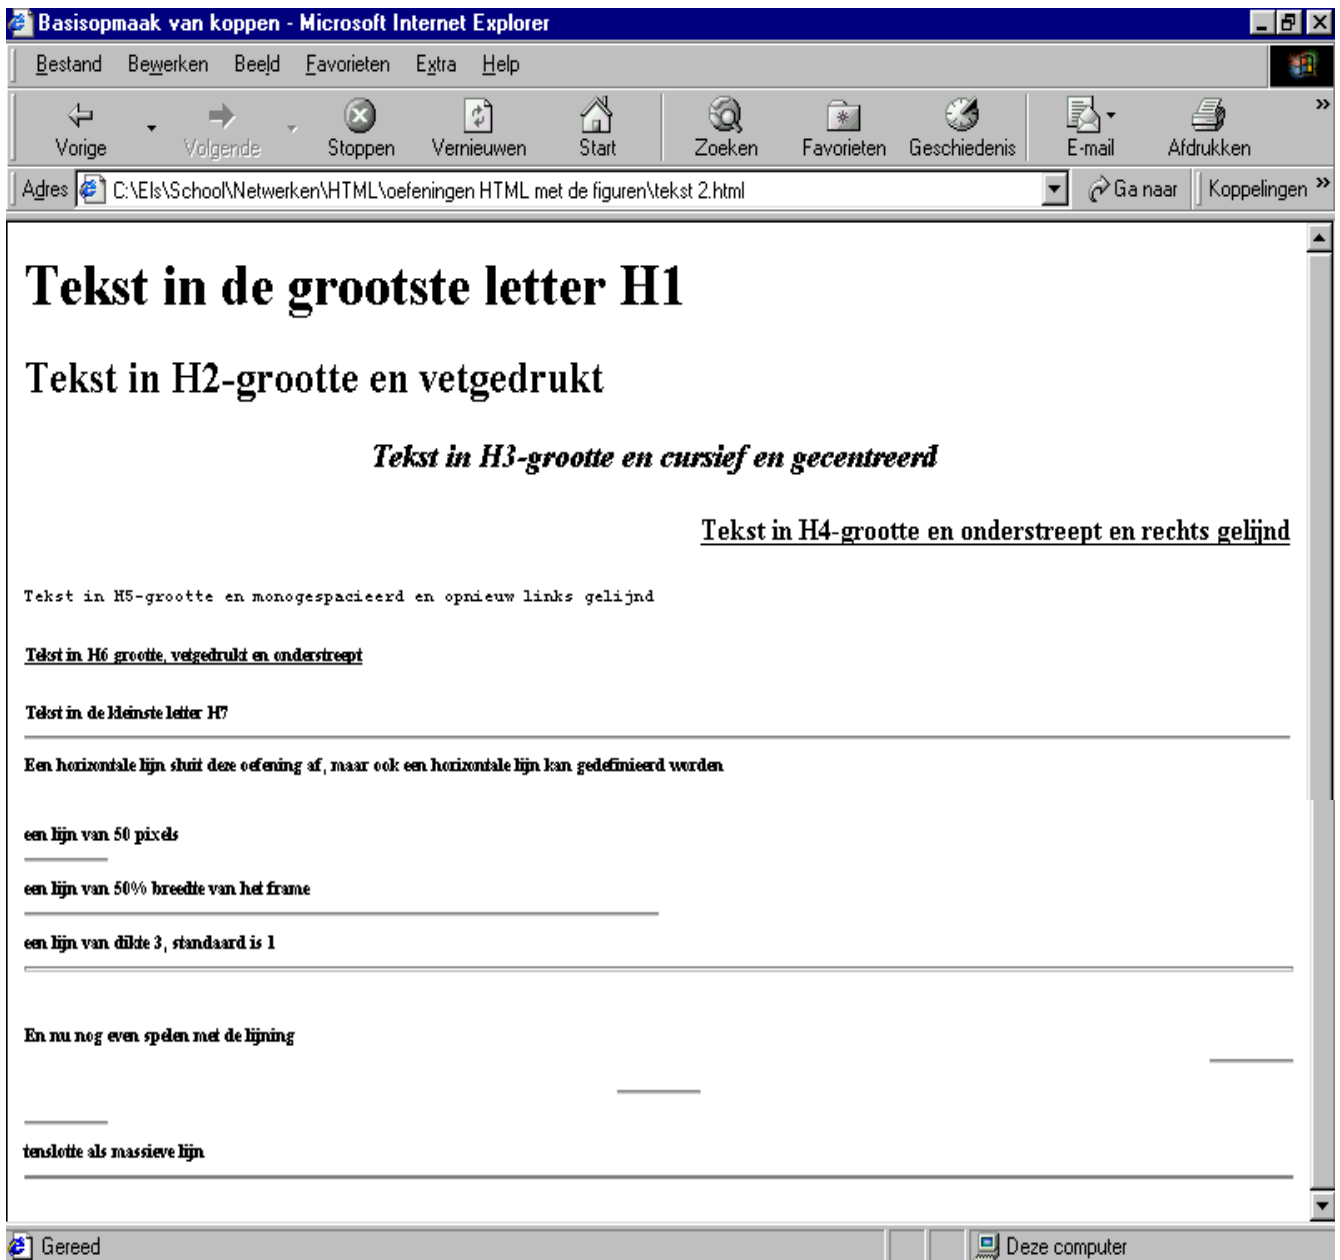 Basisopmaak van koppen - Microsoft Internet Explorer
Bestand Bewerken Beeld Favorieten Extra Help
Vorige Volgende Stoppen Vernieuwen Start Zoeken Favorieten Geschiedenis E-mail Afdrukken »
Adres C:\Els\School\Netwerken\HTML\oefeningen HTML met de figuren\tekst 2.html Ga naar Koppelingen »
Tekst in de grootste letter H1
Tekst in H2-grootte en vetgedrukt
Tekst in H3-grootte en cursief en gecentreerd
Tekst in H4-grootte en onderstreept en rechts gelijnd
Tekst in H5-grootte en monogespacieerd en opnieuw links gelijnd
Tekst in H6 grootte, vetgedrukt en onderstreept
Tekst in de kleinste letter H7
Een horizontale lijn sluit deze oefening af, maar ook een horizontale lijn kan gedefinieerd worden
een lijn van 50 pixels
een lijn van 50% breedte van het frame
een lijn van dikte 3, standaard is 1
En nu nog even spelen met de lijning
tenslotte als massieve lijn
Gereed Deze computer